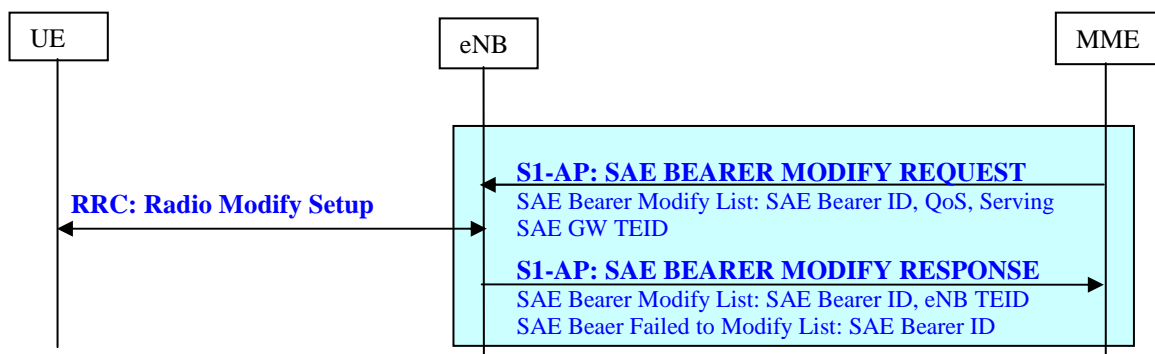 UE
eNB
MME
S1-AP: SAE BEARER MODIFY REQUEST
SAE Bearer Modify List: SAE Bearer ID, QoS, Serving
SAE GW TEID
RRC: Radio Modify Setup
S1-AP: SAE BEARER MODIFY RESPONSE
SAE Bearer Modify List: SAE Bearer ID, eNB TEID
SAE Beaer Failed to Modify List: SAE Bearer ID